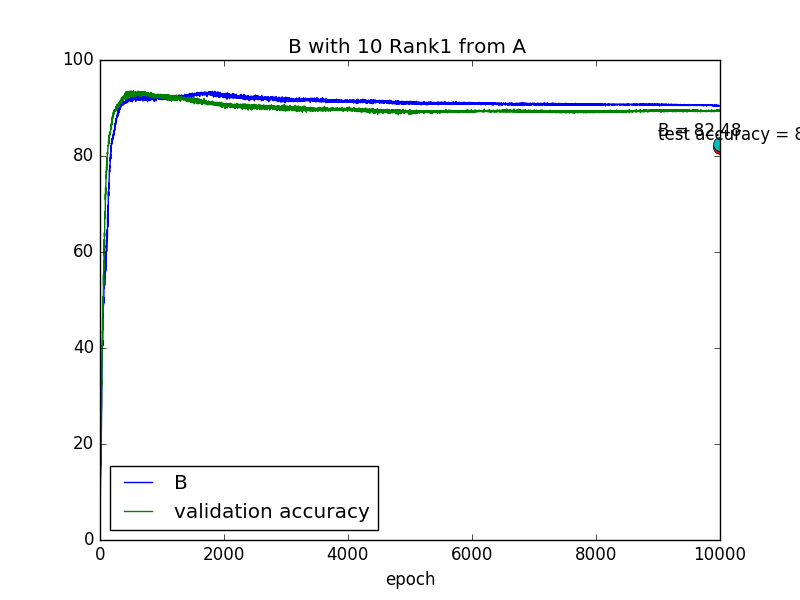 B with 10 Rank1 from A
100
80
60
40
20
0
B = 82.48
test accuracy = 8
B
validation accuracy
0 2000 4000 6000 8000 10000
epoch